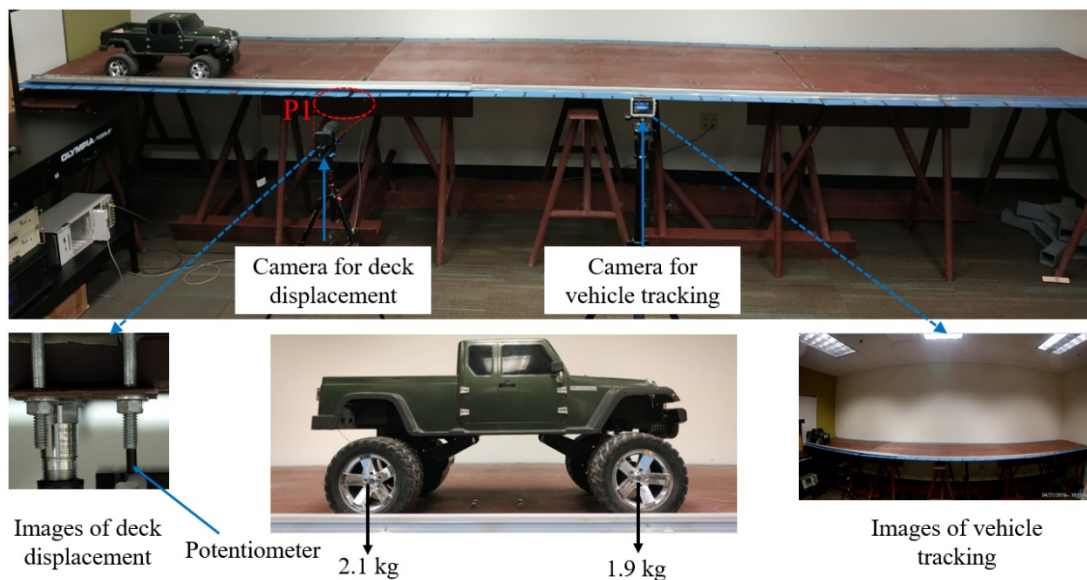 P1
OLYMPIA TOOLS
Camera for deck
displacement
Camera for
vehicle tracking
Images of deck
displacement
Potentiometer
2.1 kg
1.9 kg
Images of vehicle
tracking